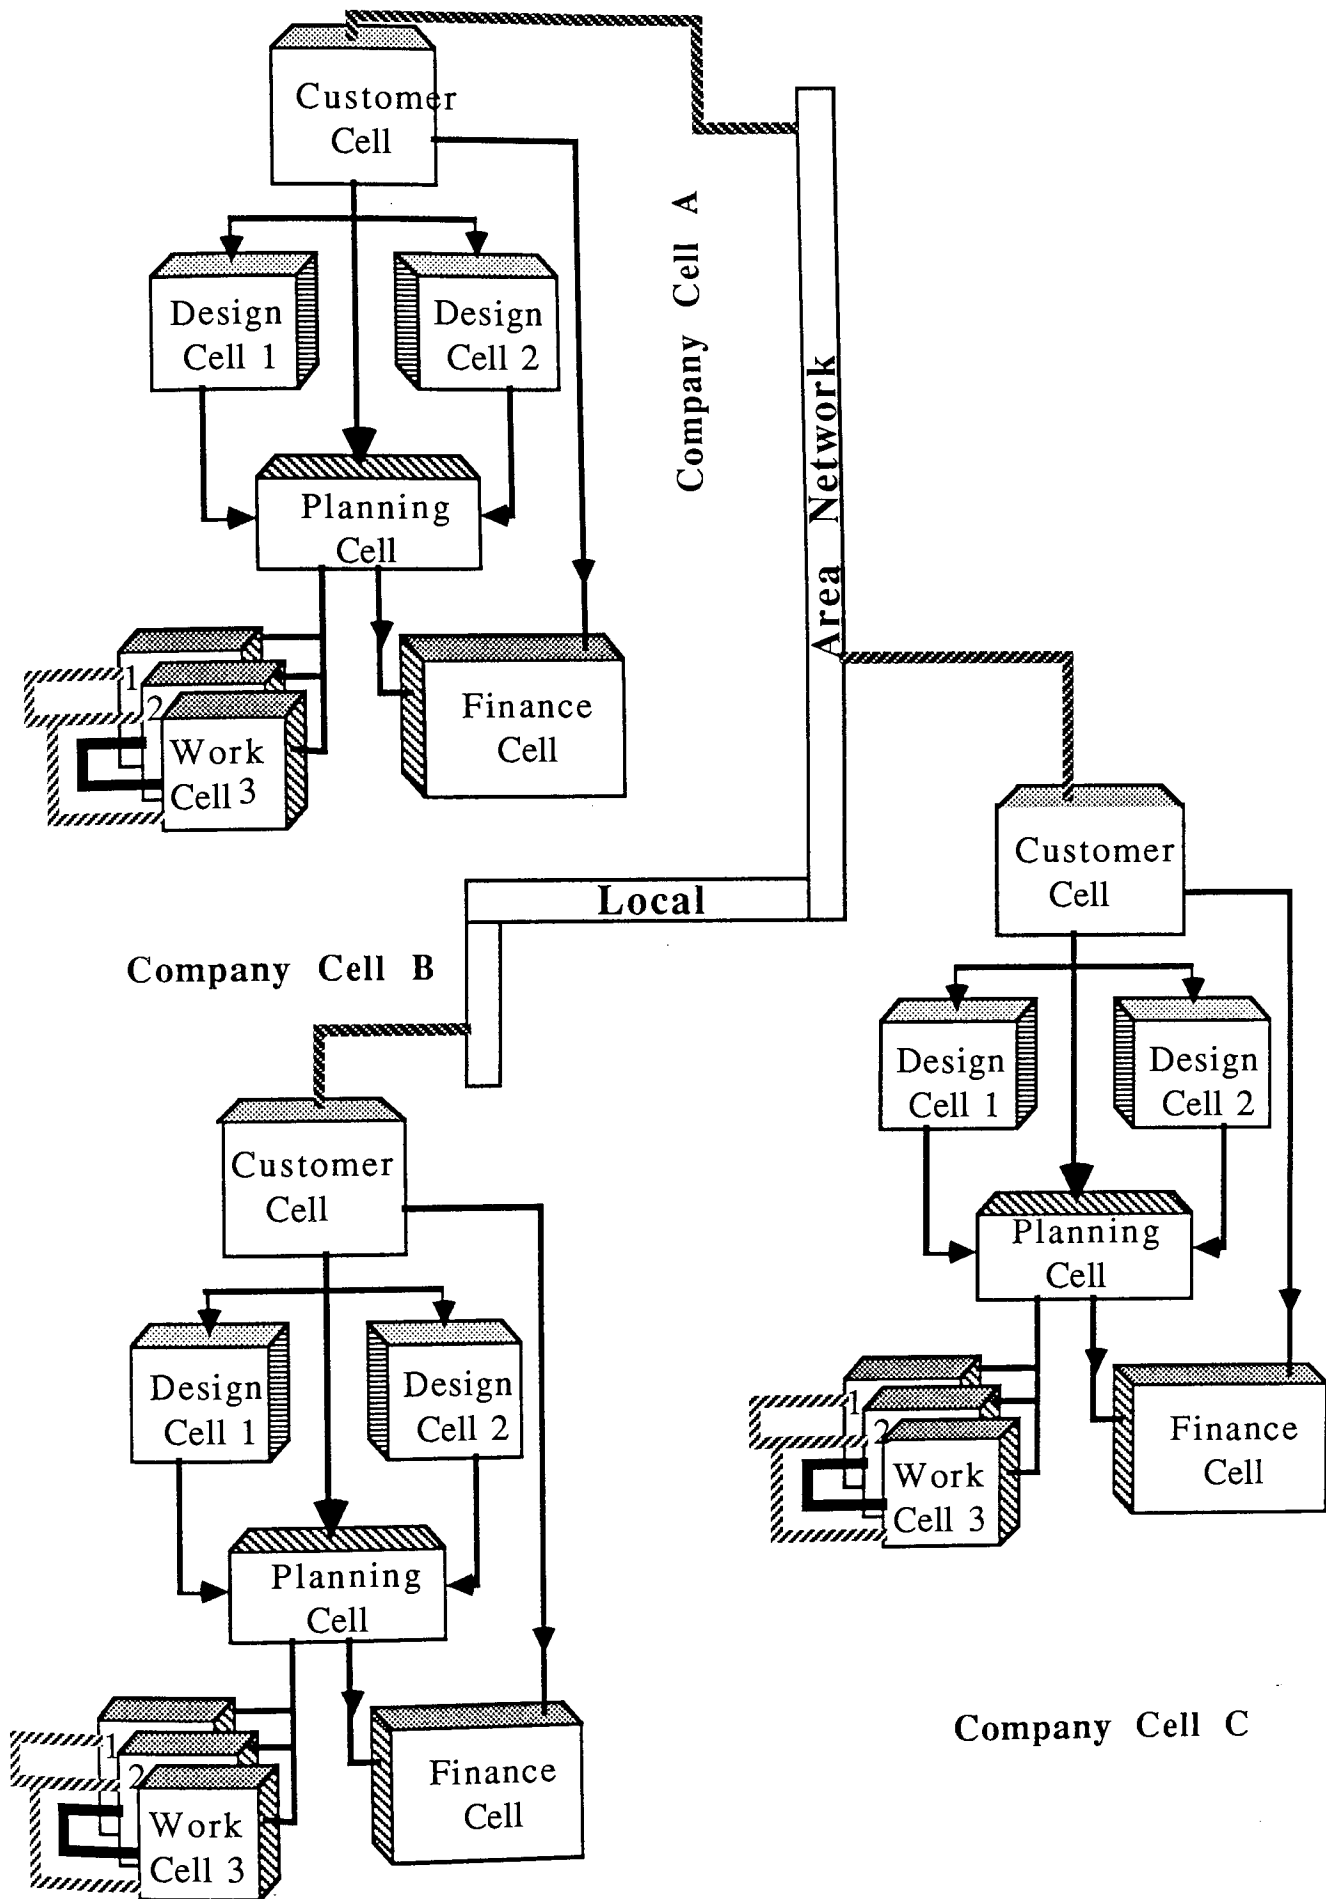 Customer
Cell
Company Cell A
Design
Cell 1
Design
Cell 2
Planning
Cell
1
2
Work
Cell 3
Finance
Cell
Area Network
Local
Company Cell B
Customer
Cell
Design
Cell 1
Design
Cell 2
Planning
Cell
1
2
Work
Cell 3
Finance
Cell
Customer
Cell
Design
Cell 1
Design
Cell 2
Planning
Cell
1
2
Work
Cell 3
Finance
Cell
Company Cell C